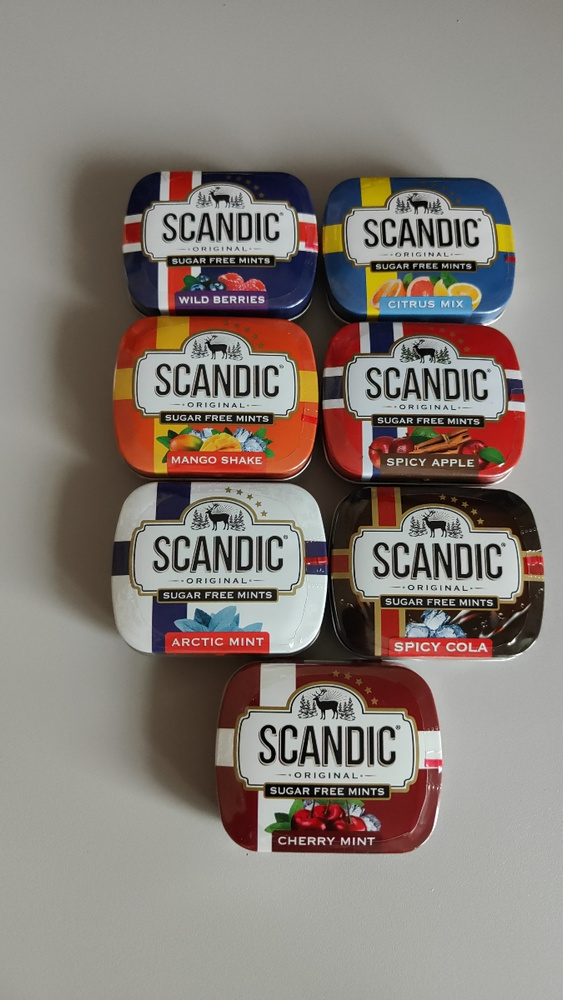 SCANDIC®
· ORIGINAL ·
SUGAR FREE MINTS
WILD BERRIES
SCANDIC®
· ORIGINAL ·
SUGAR FREE MINTS
CITRUS MIX
SCANDIC®
· ORIGINAL ·
SUGAR FREE MINTS
MANGO SHAKE
SCANDIC®
· ORIGINAL ·
SUGAR FREE MINTS
SPICY APPLE
SCANDIC®
· ORIGINAL ·
SUGAR FREE MINTS
ARCTIC MINT
SCANDIC®
· ORIGINAL ·
SUGAR FREE MINTS
SPICY COLA
SCANDIC®
· ORIGINAL ·
SUGAR FREE MINTS
CHERRY MINT